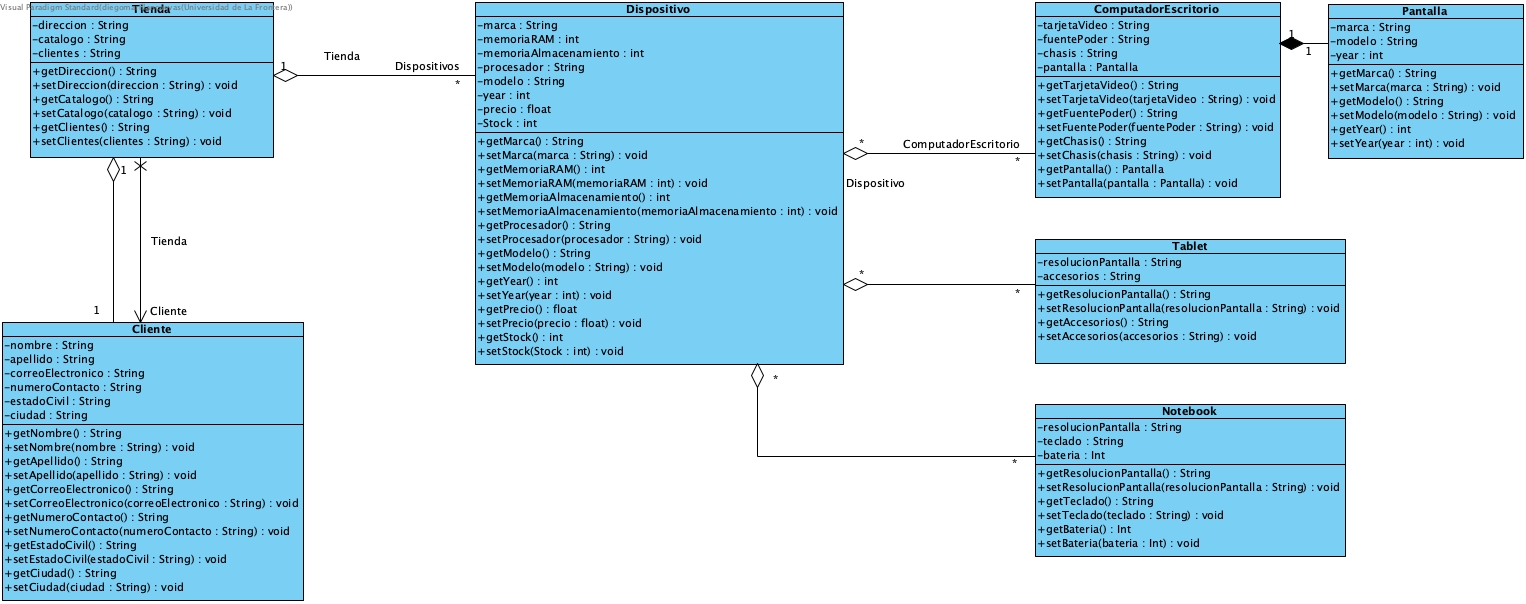 Visual Paradigm Standard(diego
(Universidad de La Frontera))
Tienda
-direccion : String
-catalogo : String
-clientes : String
+getDireccion() : String
+setDireccion(direccion : String) : void
+getCatalogo() : String
+setCatalogo(catalogo : String) : void
+getClientes() : String
+setClientes(clientes : String) : void
1
Tienda
Dispositivos
*
Dispositivo
-marca : String
-memoriaRAM : int
-memoriaAlmacenamiento : int
-procesador : String
-modelo : String
-year : int
-precio : float
-Stock : int
+getMarca() : String
+setMarca(marca : String) : void
+getMemoriaRAM() : int
+setMemoriaRAM(memoriaRAM : int) : void
+getMemoriaAlmacenamiento() : int
+setMemoriaAlmacenamiento(memoriaAlmacenamiento : int) : void
+getProcesador() : String
+setProcesador(procesador : String) : void
+getModelo() : String
+setModelo(modelo : String) : void
+getYear() : int
+setYear(year : int) : void
+getPrecio() : float
+setPrecio(precio : float) : void
+getStock() : int
+setStock(Stock : int) : void
*
ComputadorEscritorio
*
Dispositivo
ComputadorEscritorio
-tarjetaVideo : String
-fuentePoder : String
-chasis : String
-pantalla : Pantalla
+getTarjetaVideo() : String
+setTarjetaVideo(tarjetaVideo : String) : void
+getFuentePoder() : String
+setFuentePoder(fuentePoder : String) : void
+getChasis() : String
+setChasis(chasis : String) : void
+getPantalla() : Pantalla
+setPantalla(pantalla : Pantalla) : void
1
1
Pantalla
-marca : String
-modelo : String
-year : int
+getMarca() : String
+setMarca(marca : String) : void
+getModelo() : String
+setModelo(modelo : String) : void
+getYear() : int
+setYear(year : int) : void
*
*
Tablet
-resolucionPantalla : String
-accesorios : String
+getResolucionPantalla() : String
+setResolucionPantalla(resolucionPantalla : String) : void
+getAccesorios() : String
+setAccesorios(accesorios : String) : void
*
*
Notebook
-resolucionPantalla : String
-teclado : String
-bateria : Int
+getResolucionPantalla() : String
+setResolucionPantalla(resolucionPantalla : String) : void
+getTeclado() : String
+setTeclado(teclado : String) : void
+getBateria() : Int
+setBateria(bateria : Int) : void
1
Tienda
1
Cliente
Cliente
-nombre : String
-apellido : String
-correoElectronico : String
-numeroContacto : String
-estadoCivil : String
-ciudad : String
+getNombre() : String
+setNombre(nombre : String) : void
+getApellido() : String
+setApellido(apellido : String) : void
+getCorreoElectronico() : String
+setCorreoElectronico(correoElectronico : String) : void
+getNumeroContacto() : String
+setNumeroContacto(numeroContacto : String) : void
+getEstadoCivil() : String
+setEstadoCivil(estadoCivil : String) : void
+getCiudad() : String
+setCiudad(ciudad : String) : void